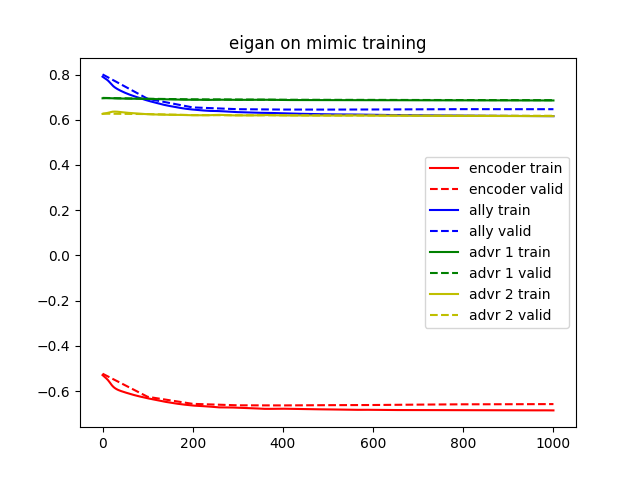 eigan on mimic training
0.8
0.6
0.4
0.2
0.0
−0.2
−0.4
−0.6
0
200
400
600
800
1000
encoder train
encoder valid
ally train
ally valid
advr 1 train
advr 1 valid
advr 2 train
advr 2 valid